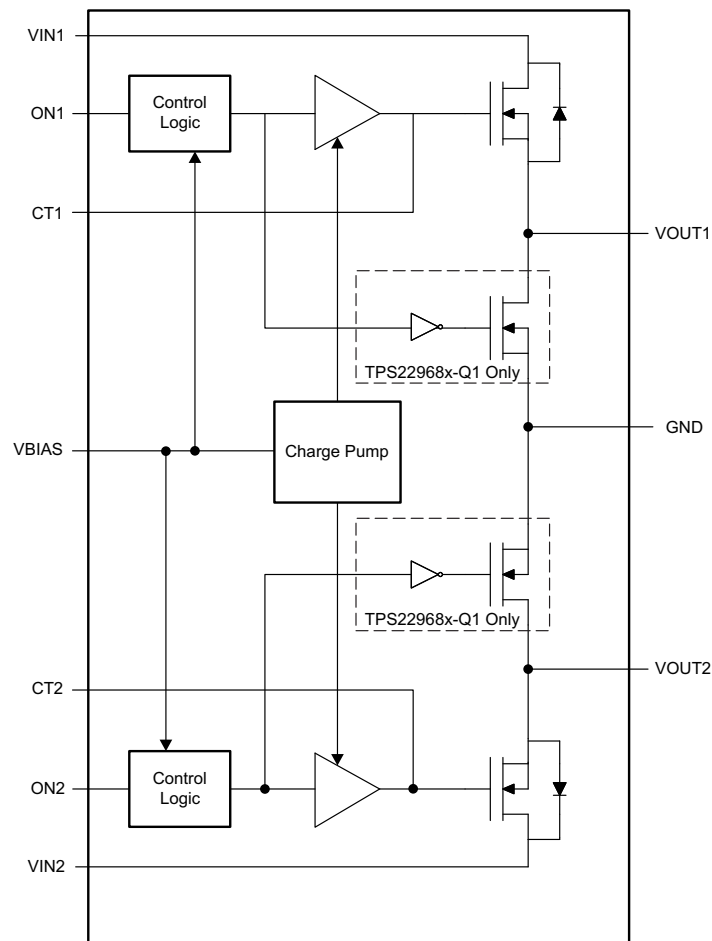 VIN1
ON1
Control
Logic
CT1
VOUT1
TPS22968x-Q1 Only
GND
VBIAS
Charge Pump
TPS22968x-Q1 Only
VOUT2
CT2
ON2
Control
Logic
VIN2